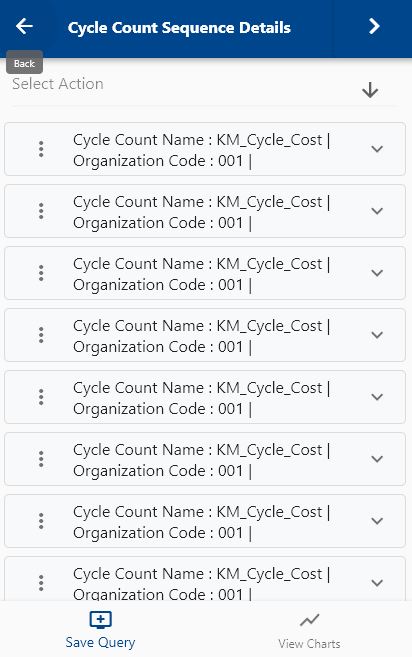 Cycle Count Sequence Details
Back
Select Action
Cycle Count Name : KM_Cycle_Cost |
Organization Code : 001 |
Cycle Count Name : KM_Cycle_Cost |
Organization Code : 001 |
Cycle Count Name : KM_Cycle_Cost |
Organization Code : 001 |
Cycle Count Name : KM_Cycle_Cost |
Organization Code : 001 |
Cycle Count Name : KM_Cycle_Cost |
Organization Code : 001 |
Cycle Count Name : KM_Cycle_Cost |
Organization Code : 001 |
Cycle Count Name : KM_Cycle_Cost |
Organization Code : 001 |
Cycle Count Name : KM_Cycle_Cost |
Organization Code : 001 |
Save Query
View Charts